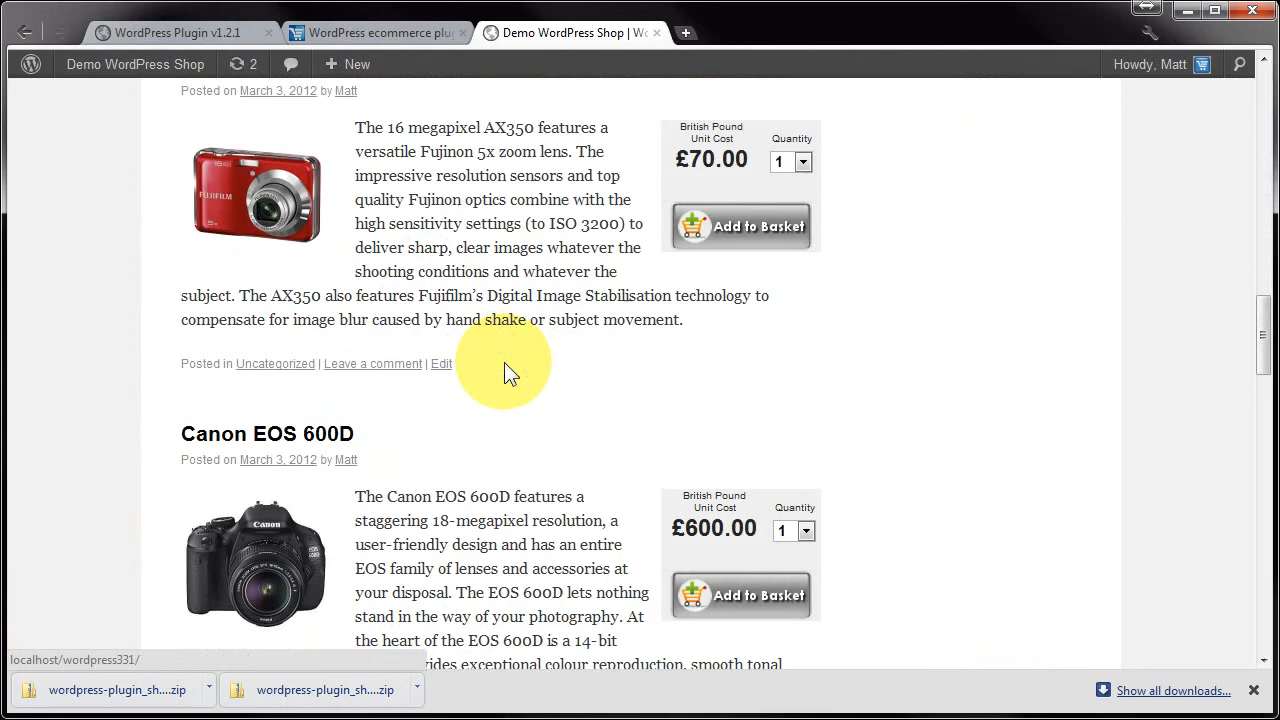 WordPress Plugin v1.2.1
WordPress ecommerce plug
Demo WordPress Shop | Wo
Demo WordPress Shop
2
New
Howdy, Matt
Posted on March 3, 2012 by Matt
The 16 megapixel AX350 features a
versatile Fujinon 5x zoom lens. The
impressive resolution sensors and top
quality Fujinon optics combine with the
high sensitivity settings (to ISO 3200) to
deliver sharp, clear images whatever the
shooting conditions and whatever the
subject. The AX350 also features Fujifilm’s Digital Image Stabilisation technology to
compensate for image blur caused by hand shake or subject movement.
FUJIFILM
British Pound
Unit Cost
Quantity
£70.00
1
Add to Basket
Posted in Uncategorized | Leave a comment | Edit
Canon EOS 600D
Posted on March 3, 2012 by Matt
Canon
The Canon EOS 600D features a
staggering 18-megapixel resolution, a
user-friendly design and has an entire
EOS family of lenses and accessories at
your disposal. The EOS 600D lets nothing
stand in the way of your photography. At
the heart of the EOS 600D is a 14-bit
vides exceptional colour reproduction, smooth tonal
British Pound
Unit Cost
Quantity
£600.00
1
Add to Basket
localhost/wordpress331/
wordpress-plugin_sh....zip
wordpress-plugin_sh....zip
Show all downloads...